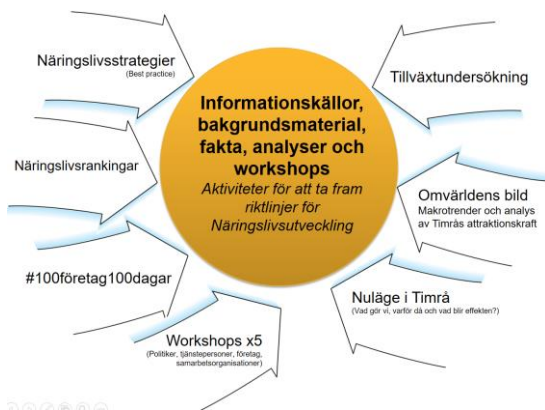 Näringslivsstrategier
(Best practice)
Näringslivsrankingar
#100företag100dagar
Workshops x5
(Politiker, tjänstepersoner, företag,
samarbetsorganisationer)
Informationskällor,
bakgrundsmaterial,
fakta, analyser och
workshops
Aktiviteter för att ta fram
riktlinjer för
Näringslivsutveckling
Tillväxtundersökning
Omvärldens bild
Makrotrender och analys
av Timrås attraktionskraft
Nuläge i Timrå
(Vad gör vi, varför då och vad blir effekten?)